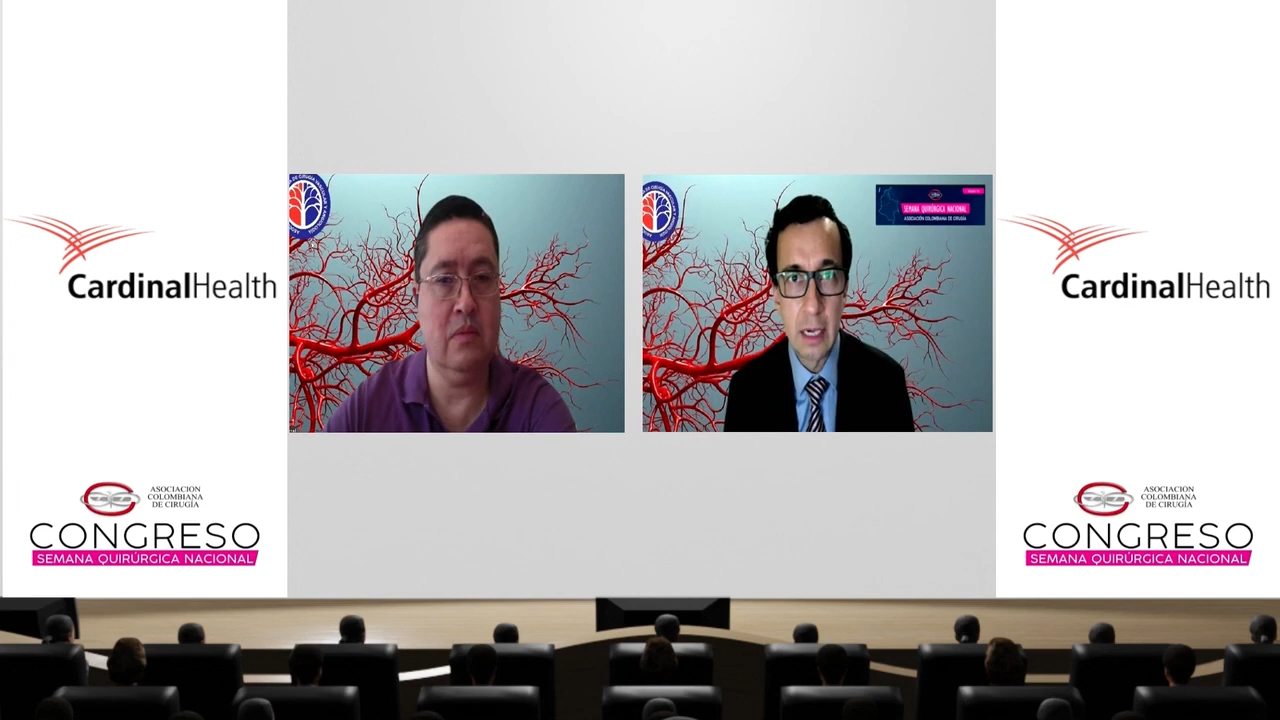 CardinalHealth
ASOCIACION
COLOMBIANA
DE CIRUGÍA
CONGRESO
SEMANA QUIRÚRGICA NACIONAL
SEMANA QUIRÚRGICA NACIONAL
ASOCIACIÓN COLOMBIANA DE CIRUGÍA
CardinalHealth
ASOCIACION
COLOMBIANA
DE CIRUGÍA
CONGRESO
SEMANA QUIRÚRGICA NACIONAL